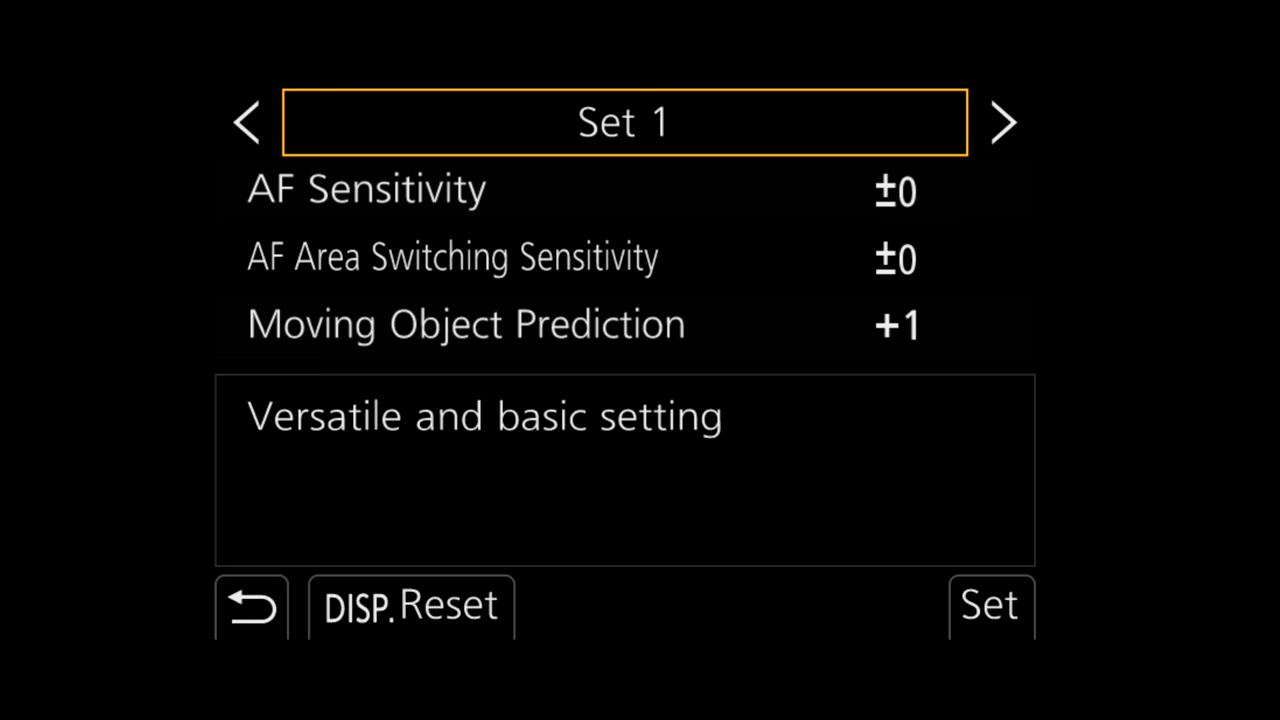 Set 1
AF Sensitivity ±0
AF Area Switching Sensitivity ±0
Moving Object Prediction +1
Versatile and basic setting
DISP. Reset Set